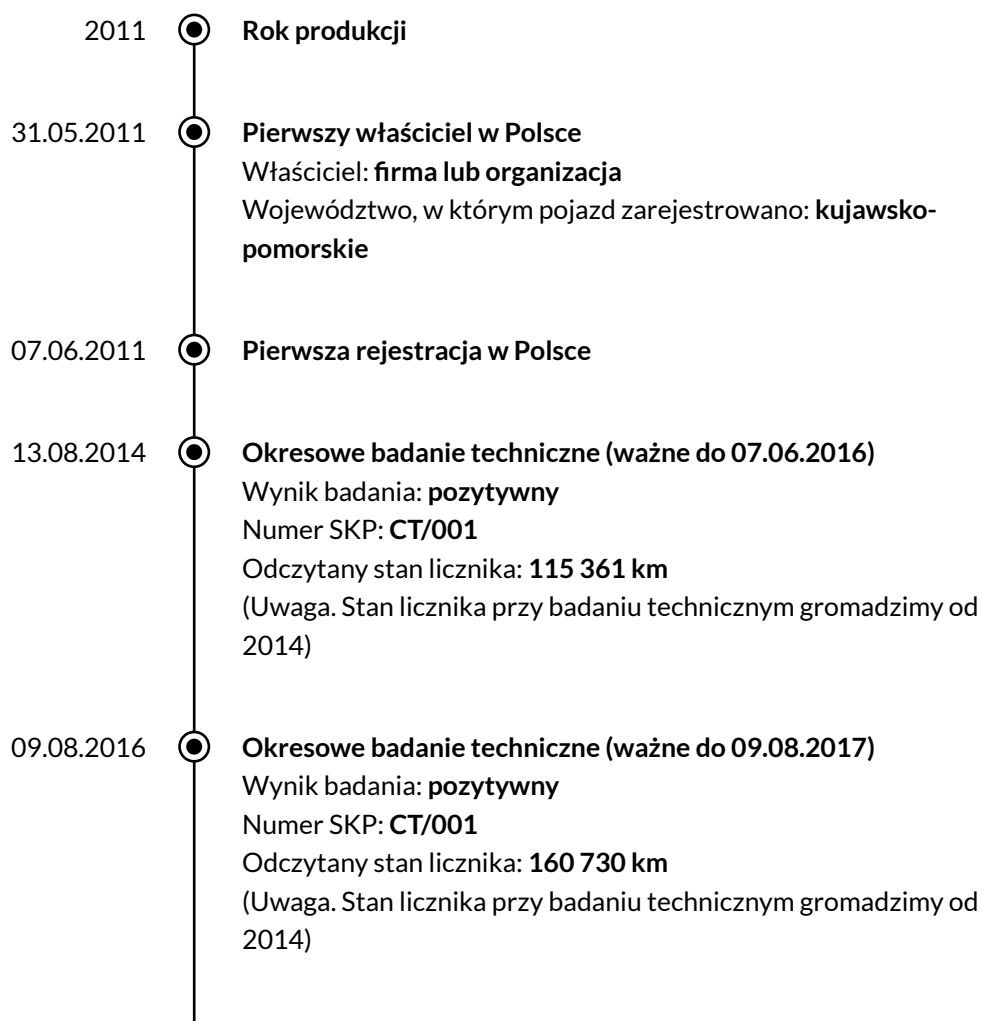 2011 Rok produkcji
31.05.2011 Pierwszy właściciel w Polsce
Właściciel: firma lub organizacja
Województwo, w którym pojazd zarejestrowano: kujawsko-
pomorskie
07.06.2011 Pierwsza rejestracja w Polsce
13.08.2014 Okresowe badanie techniczne (ważne do 07.06.2016)
Wynik badania: pozytywny
Numer SKP: CT/001
Odczytany stan licznika: 115 361 km
(Uwaga. Stan licznika przy badaniu technicznym gromadzimy od
2014)
09.08.2016 Okresowe badanie techniczne (ważne do 09.08.2017)
Wynik badania: pozytywny
Numer SKP: CT/001
Odczytany stan licznika: 160 730 km
(Uwaga. Stan licznika przy badaniu technicznym gromadzimy od
2014)